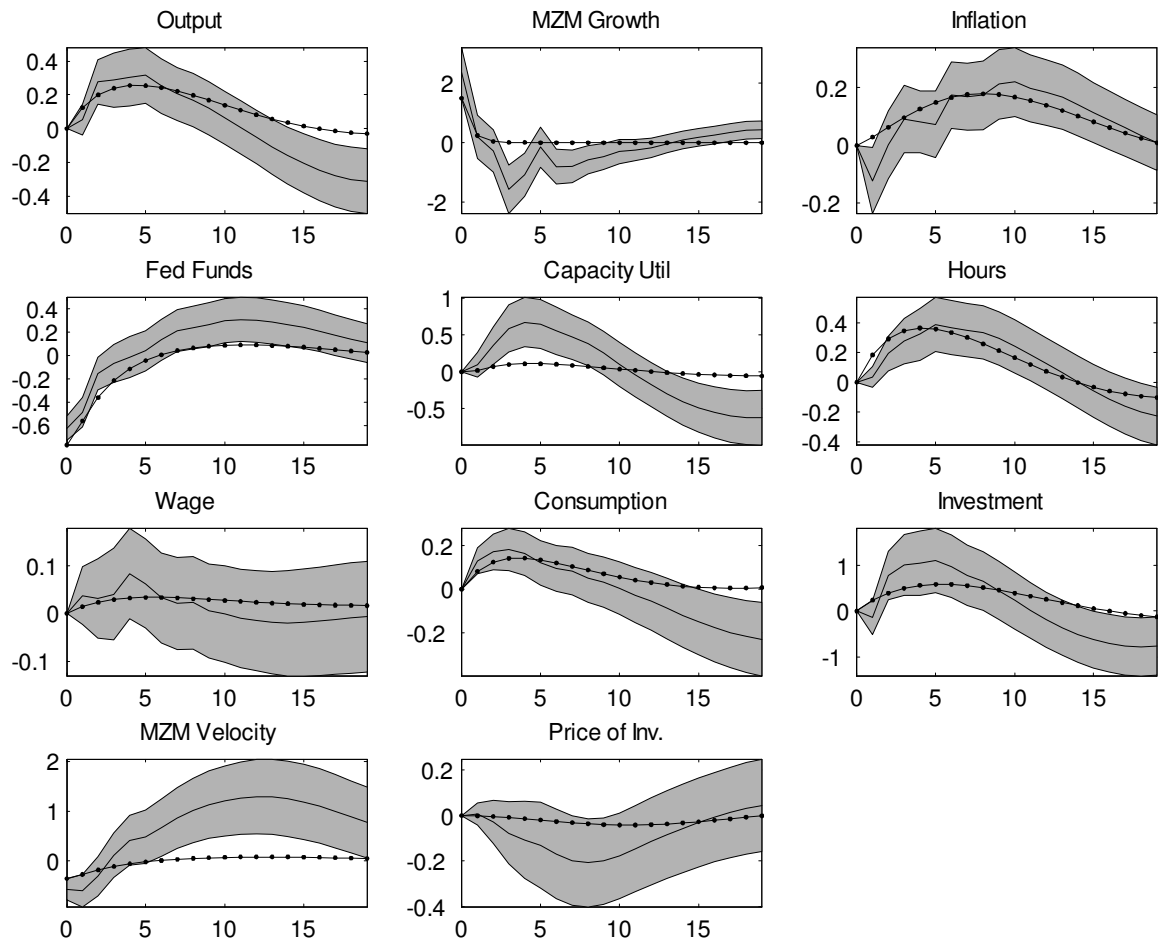 Output
0.4
0.2
0
-0.2
-0.4
0 5 10 15
MZM Growth
2
0
-2
0 5 10 15
Inflation
0.2
0
-0.2
0 5 10 15
Fed Funds
0.4
0.2
0
-0.2
-0.4
-0.6
0 5 10 15
Capacity Util
1
0.5
0
-0.5
0 5 10 15
Hours
0.4
0.2
0
-0.2
-0.4
0 5 10 15
Wage
0.1
0
-0.1
0 5 10 15
Consumption
0.2
0
-0.2
0 5 10 15
Investment
1
0
-1
0 5 10 15
MZM Velocity
2
1
0
0 5 10 15
Price of Inv.
0.2
0
-0.2
-0.4
0 5 10 15